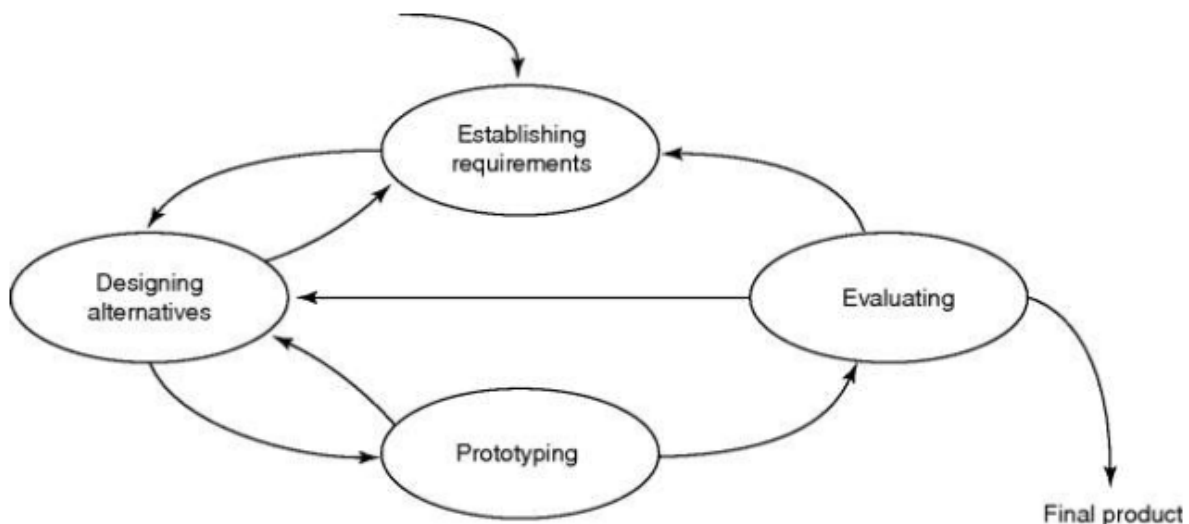 Establishing
requirements
Designing
alternatives
Evaluating
Prototyping
Final product